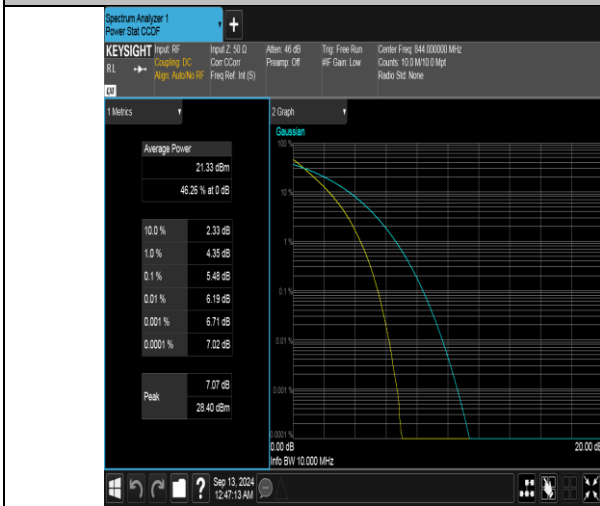 Spectrum Analyzer 1
Power Stat CCDF
+
KEYSIGHT
RL
LXI
Input: RF
Coupling: DC
Align: Auto/No RF
Input Z: 50 Ω
Corr CCorr
Freq Ref: Int (S)
Atten: 46 dB
Preamp: Off
Trig: Free Run
#IF Gain: Low
Center Freq: 844.000000 MHz
Counts: 10.0 M/10.0 Mpt
Radio Std: None
1 Metrics
Average Power
21.33 dBm
46.26 % at 0 dB
10.0 % 2.33 dB
1.0 % 4.35 dB
0.1 % 5.48 dB
0.01 % 6.19 dB
0.001 % 6.71 dB
0.0001 % 7.02 dB
Peak
7.07 dB
28.40 dBm
2 Graph
Gaussian
100 %
10 %
1 %
0.1 %
0.01 %
0.001 %
0.0001 %
0.00 dB
20.00 dB
Info BW 10.000 MHz
?
Sep 13, 2024
12:47:13 AM